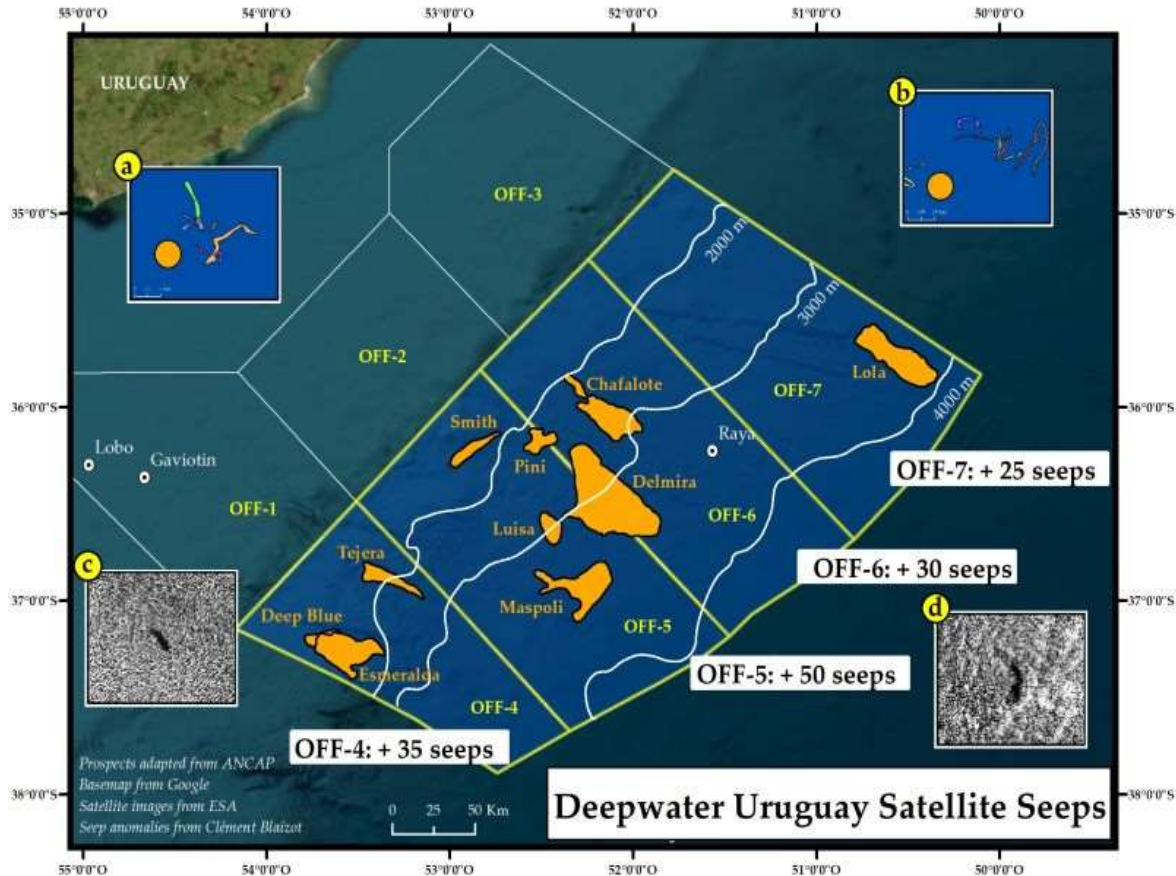 55°0'0"O 54°0'0"O 53°0'0"O 52°0'0"O 51°0'0"O 50°0'0"O
URUGUAY
a
b
35°0'0"S
35°0'0"S
OFF-3
2000 m
3000 m
OFF-2
Lola
4000 m
OFF-7
Chafalote
36°0'0"S
36°0'0"S
Smith
Pini
Raya
Lobo
Gaviotin
OFF-7: + 25 seeps
Delmira
OFF-1
OFF-6
Luisa
Tejera
c
OFF-6: + 30 seeps
37°0'0"S
37°0'0"S
Maspoli
Deep Blue
d
OFF-5
Esmeralda
OFF-5: + 50 seeps
OFF-4
OFF-4: + 35 seeps
Prospects adapted from ANCAP
Basemap from Google
Satellite images from ESA
Seep anomalies from Clément Blaizot
38°0'0"S
38°0'0"S
0 25 50 Km
Deepwater Uruguay Satellite Seeps
55°0'0"O 54°0'0"O 53°0'0"O 52°0'0"O 51°0'0"O 50°0'0"O